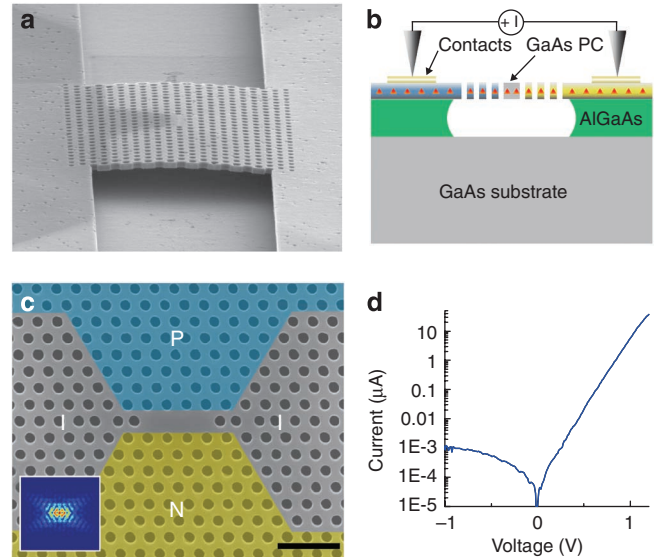 a
b
+ I
Contacts
GaAs PC
AlGaAs
GaAs substrate
c
P
I
I
N
d
Current (μA)
10
1
0.1
0.01
1E-3
1E-4
1E-5
–1
0
1
Voltage (V)